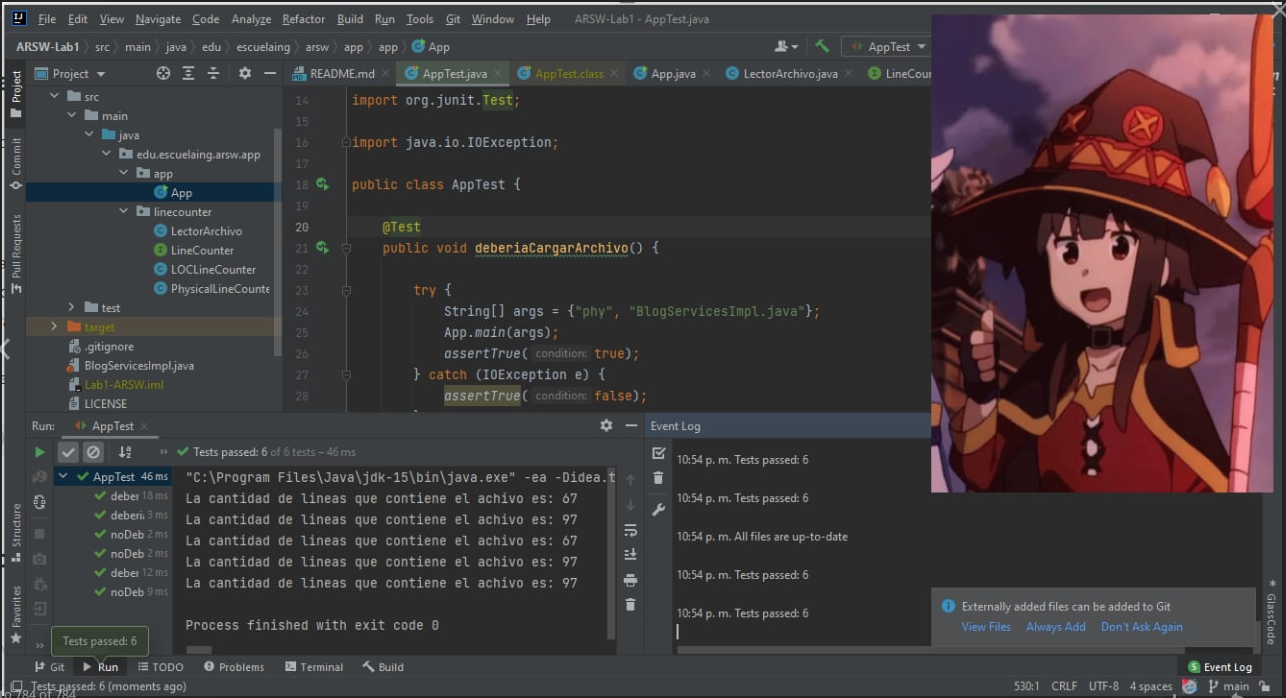 File Edit View Navigate Code Analyze Refactor Build Run Tools Git Window Help ARSW-Lab1 - AppTest.java
ARSW-Lab1 src main java edu escuelaing arsw app app App AppTest
Project README.md AppTest.java AppTest.class App.java LectorArchivo.java LineCou
Project
Commit
Pull Requests
Structure
Favorites
src
main
java
edu.escuelaing.arsw.app
app
App
linecounter
LectorArchivo
LineCounter
LOCLineCounter
PhysicalLineCounte
test
target
.gitignore
BlogServicesImpl.java
Lab1-ARSW.iml
LICENSE
14 import org.junit.Test;
15
16 import java.io.IOException;
17
18 public class AppTest {
19
20 @Test
21 public void deberiaCargarArchivo() {
22
23 try {
24 String[] args = {"phy", "BlogServicesImpl.java"};
25 App.main(args);
26 assertTrue( condition: true);
27 } catch (IOException e) {
28 assertTrue( condition: false);
Run: AppTest
Tests passed: 6 of 6 tests – 46 ms
AppTest 46 ms
deber 18 ms
deberi 3 ms
noDeb 2 ms
noDeb 2 ms
deber 12 ms
noDeb 9 ms
"C:\Program Files\Java\jdk-15\bin\java.exe" -ea -Didea.t
La cantidad de lineas que contiene el achivo es: 67
La cantidad de lineas que contiene el achivo es: 97
La cantidad de lineas que contiene el achivo es: 67
La cantidad de lineas que contiene el achivo es: 97
La cantidad de lineas que contiene el achivo es: 97
Process finished with exit code 0
Tests passed: 6
Event Log
10:54 p. m. Tests passed: 6
10:54 p. m. Tests passed: 6
10:54 p. m. All files are up-to-date
10:54 p. m. Tests passed: 6
10:54 p. m. Tests passed: 6
Externally added files can be added to Git
View Files Always Add Don't Ask Again
GlassCode
Git Run TODO Problems Terminal Build Event Log
Tests passed: 6 (moments ago) 530:1 CRLF UTF-8 4 spaces main
o 784 of 784